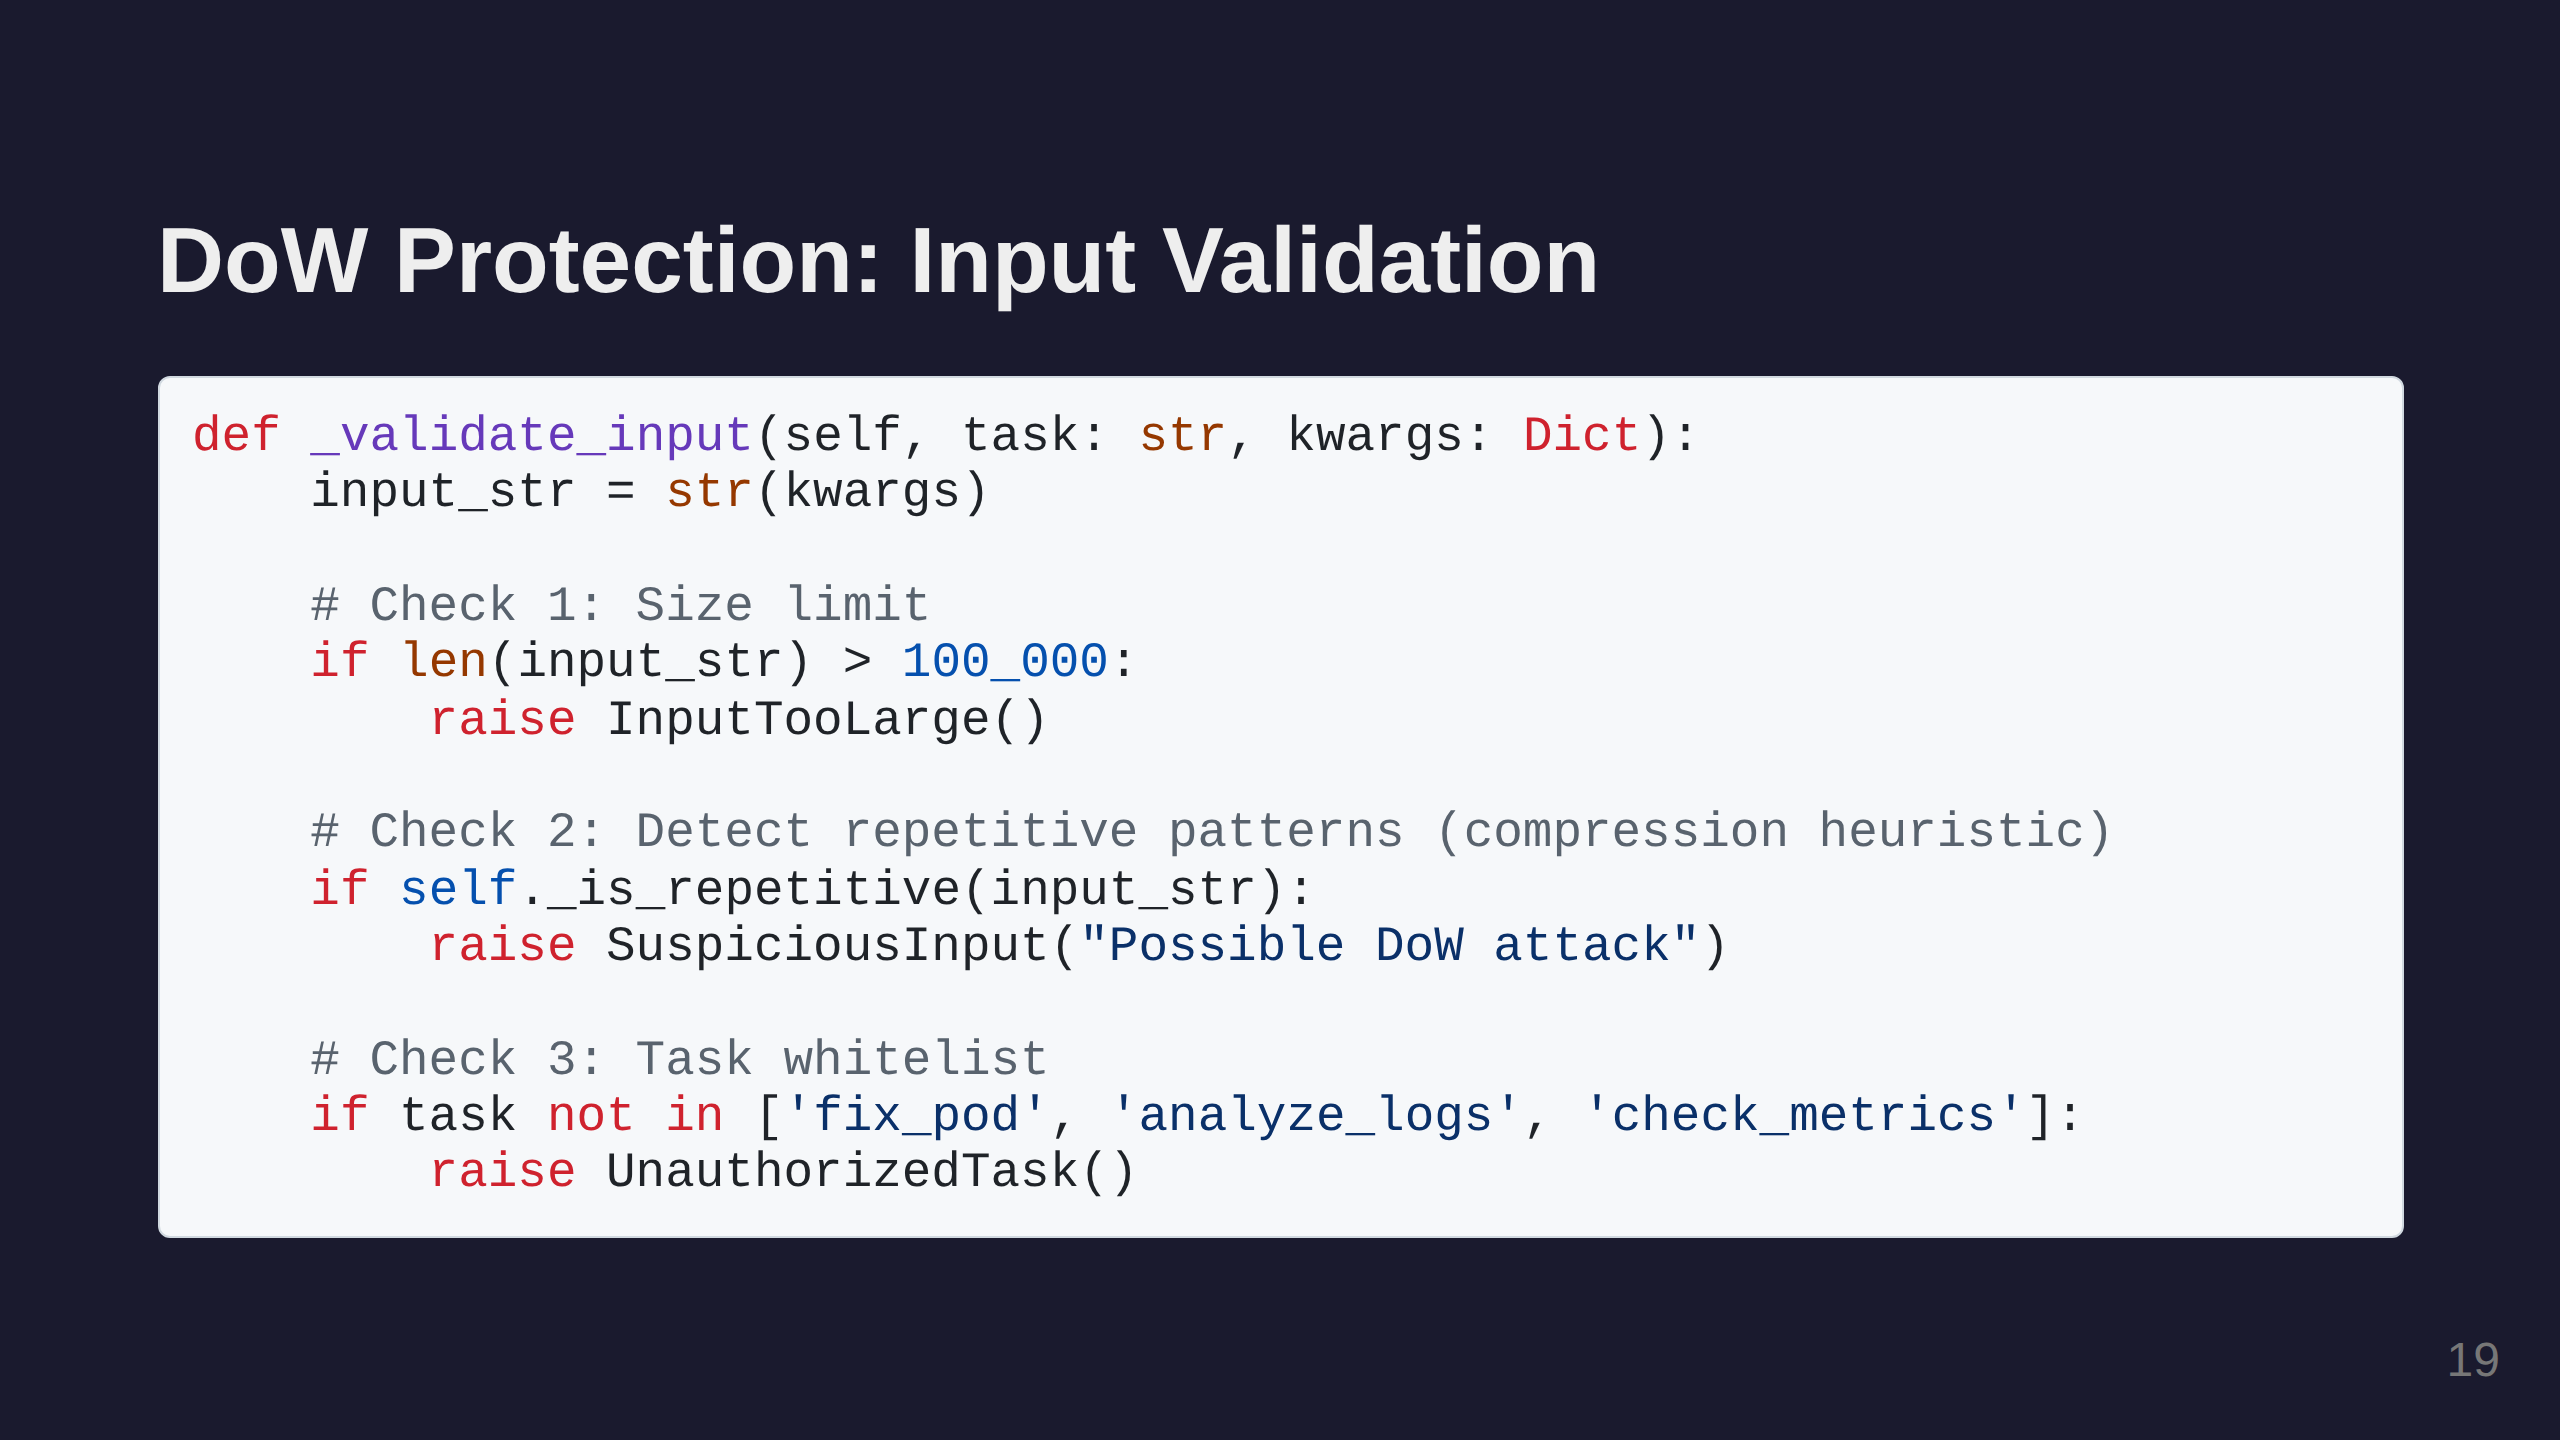 DoW Protection: Input Validation
def _validate_input(self, task: str, kwargs: Dict):
    input_str = str(kwargs)

    # Check 1: Size limit
    if len(input_str) > 100_000:
        raise InputTooLarge()

    # Check 2: Detect repetitive patterns (compression heuristic)
    if self._is_repetitive(input_str):
        raise SuspiciousInput("Possible DoW attack")

    # Check 3: Task whitelist
    if task not in ['fix_pod', 'analyze_logs', 'check_metrics']:
        raise UnauthorizedTask()
19